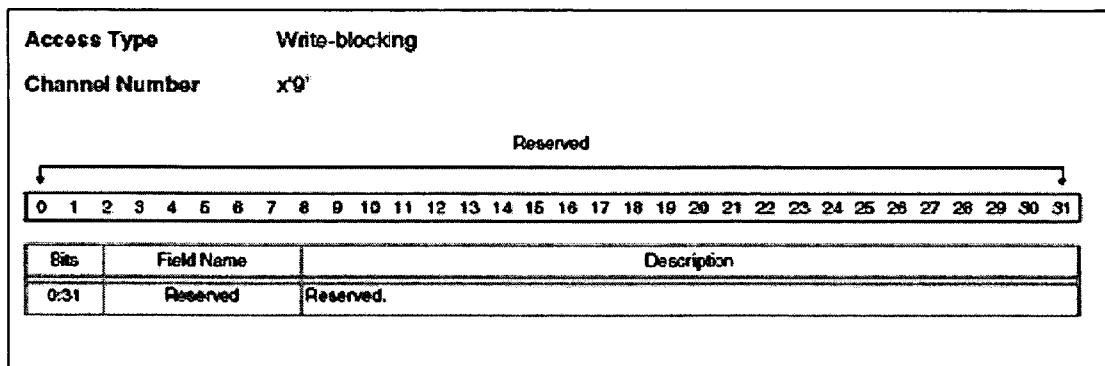 Access Type Write-blocking
Channel Number x'9'
Reserved
0 1 2 3 4 5 6 7 8 9 10 11 12 13 14 15 16 17 18 19 20 21 22 23 24 25 26 27 28 29 30 31
Bits Field Name Description
0:31 Reserved Reserved.